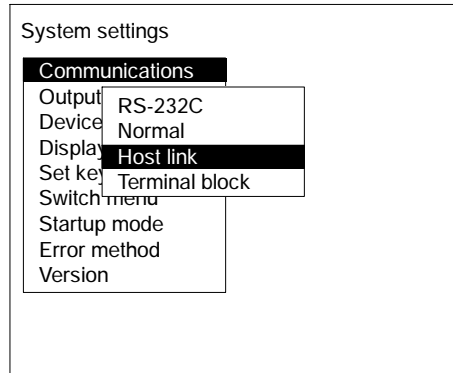 System settings
Communications
Output
Device
Display
Set key
Switch menu
Startup mode
Error method
Version
RS-232C
Normal
Host link
Terminal block